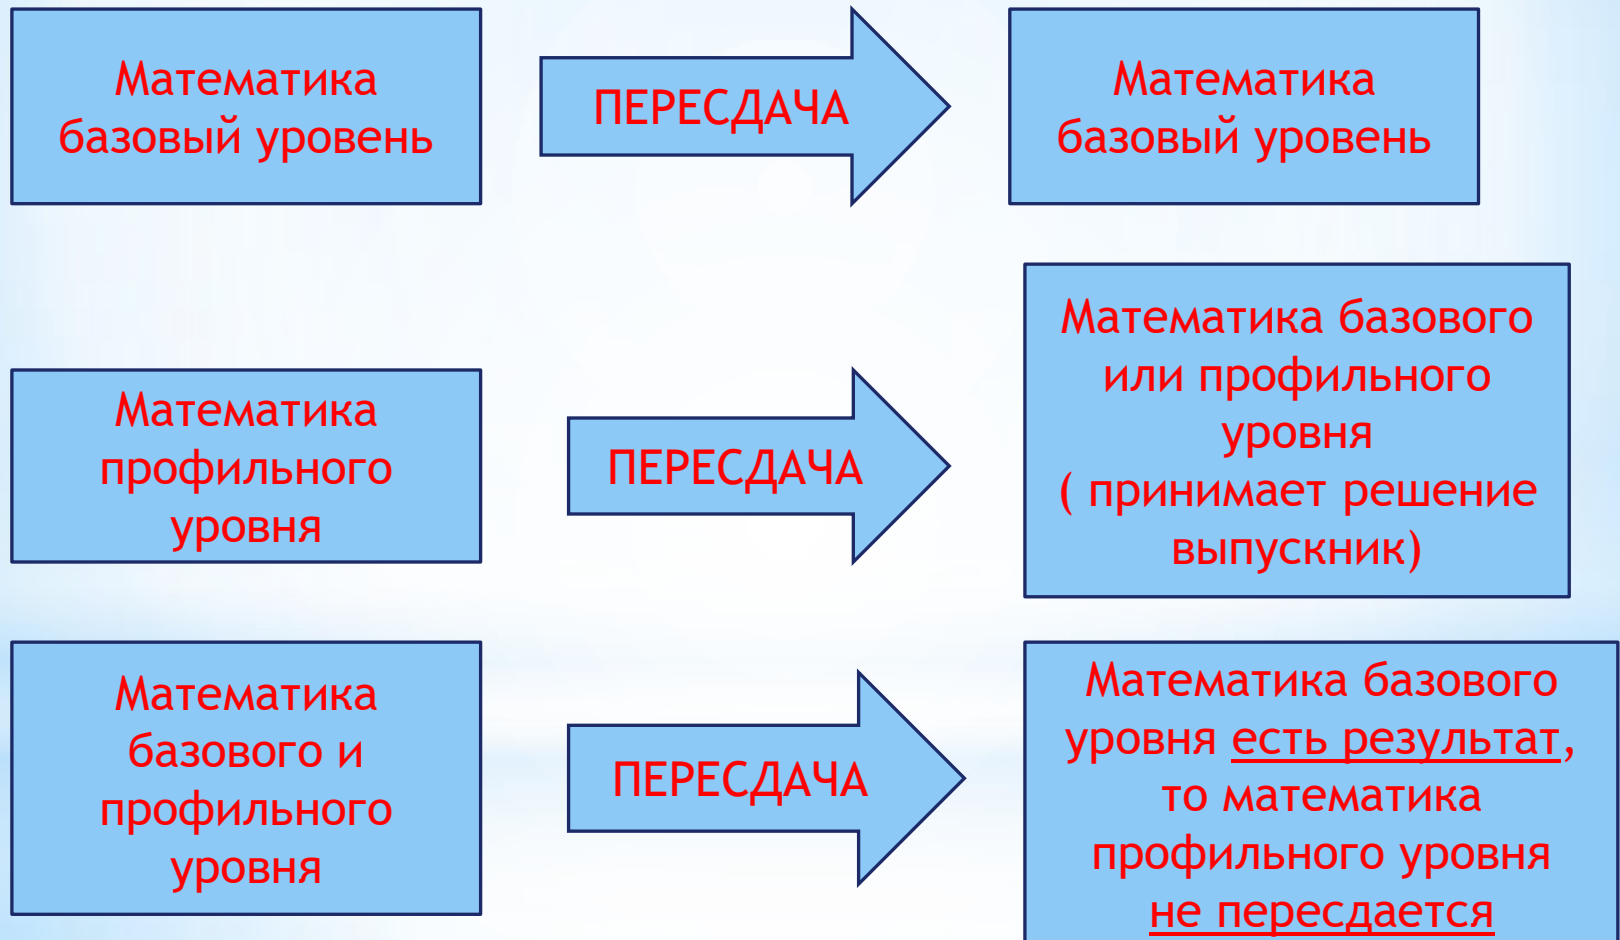 Математика
базовый уровень
ПЕРЕСДАЧА
Математика
базовый уровень
Математика
профильного
уровня
ПЕРЕСДАЧА
Математика базового
или профильного
уровня
( принимает решение
выпускник)
Математика
базового и
профильного
уровня
ПЕРЕСДАЧА
Математика базового
уровня есть результат,
то математика
профильного уровня
не пересдается